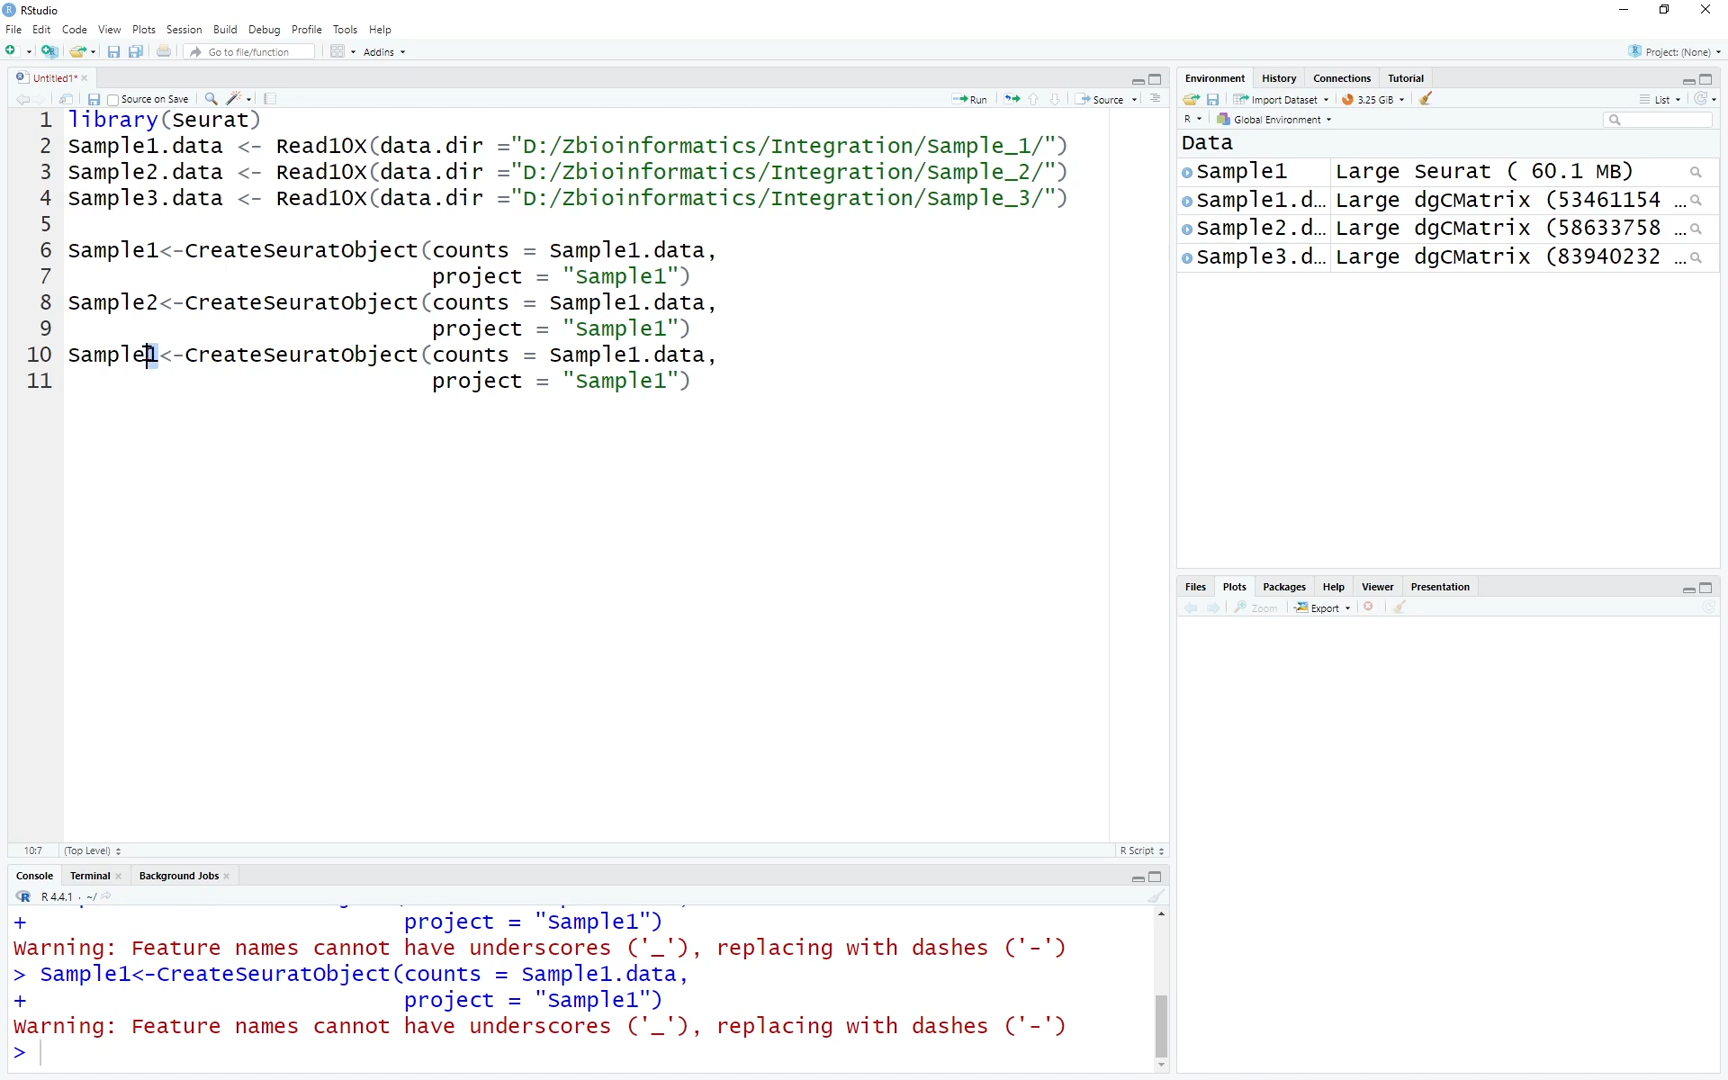 RStudio
File Edit Code View Plots Session Build Debug Profile Tools Help
Go to file/function Addins Project: (None)
Untitled1*
Source on Save Run Source
1 library(Seurat)
2 Sample1.data <- Read10X(data.dir ="D:/Zbioinformatics/Integration/Sample_1/")
3 Sample2.data <- Read10X(data.dir ="D:/Zbioinformatics/Integration/Sample_2/")
4 Sample3.data <- Read10X(data.dir ="D:/Zbioinformatics/Integration/Sample_3/")
5
6 Sample1<-CreateSeuratObject(counts = Sample1.data,
7 project = "Sample1")
8 Sample2<-CreateSeuratObject(counts = Sample1.data,
9 project = "Sample1")
10 Sample1<-CreateSeuratObject(counts = Sample1.data,
11 project = "Sample1")
10:7 (Top Level) R Script
Console Terminal Background Jobs
R 4.4.1 · ~/
+ project = "Sample1")
Warning: Feature names cannot have underscores ('_'), replacing with dashes ('-')
> Sample1<-CreateSeuratObject(counts = Sample1.data,
+ project = "Sample1")
Warning: Feature names cannot have underscores ('_'), replacing with dashes ('-')
>
Environment History Connections Tutorial
Import Dataset 3.25 GiB List
R Global Environment
Data
Sample1 Large Seurat ( 60.1 MB)
Sample1.d… Large dgCMatrix (53461154 …
Sample2.d… Large dgCMatrix (58633758 …
Sample3.d… Large dgCMatrix (83940232 …
Files Plots Packages Help Viewer Presentation
Zoom Export